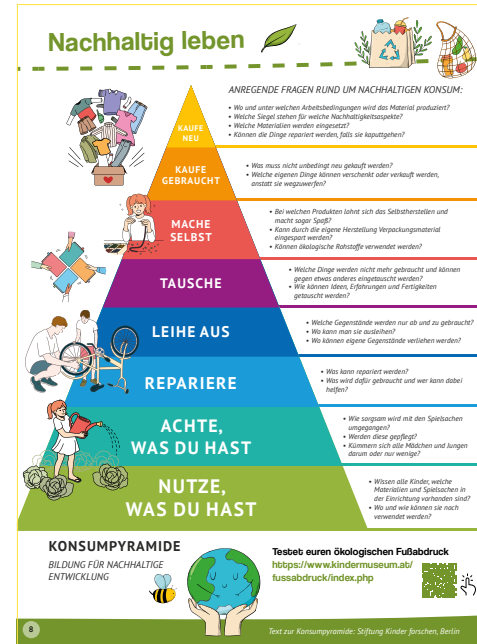 Nachhaltig leben
ANREGENDE FRAGEN RUND UM NACHHALTIGEN KONSUM:
KAUFE
NEU
• Wo und unter welchen Arbeitsbedingungen wird das Material produziert?
• Welche Siegel stehen für welche Nachhaltigkeitsaspekte?
• Welche Materialien werden eingesetzt?
• Können die Dinge repariert werden, falls sie kaputtgehen?
KAUFE
GEBRAUCHT
• Was muss nicht unbedingt neu gekauft werden?
• Welche eigenen Dinge können verschenkt oder verkauft werden,
anstatt sie wegzuwerfen?
MACHE
SELBST
• Bei welchen Produkten lohnt sich das Selbstherstellen und
macht sogar Spaß?
• Kann durch die eigene Herstellung Verpackungsmaterial
eingespart werden?
• Können ökologische Rohstoffe verwendet werden?
TAUSCHE
• Welche Dinge werden nicht mehr gebraucht und können
gegen etwas anderes eingetauscht werden?
• Wie können Ideen, Erfahrungen und Fertigkeiten
getauscht werden?
LEIHE AUS
• Welche Gegenstände werden nur ab und zu gebraucht?
• Wo kann man sie ausleihen?
• Wo können eigene Gegenstände verliehen werden?
REPARIERE
• Was kann repariert werden?
• Was wird dafür gebraucht und wer kann dabei
helfen?
ACHTE,
WAS DU HAST
• Wie sorgsam wird mit den Spielsachen
umgegangen?
• Werden diese gepflegt?
• Kümmern sich alle Mädchen und Jungen
darum oder nur wenige?
NUTZE,
WAS DU HAST
• Wissen alle Kinder, welche
Materialien und Spielsachen in
der Einrichtung vorhanden sind?
• Wo und wie können sie noch
verwendet werden?
KONSUMPYRAMIDE
BILDUNG FÜR NACHHALTIGE
ENTWICKLUNG
Testet euren ökologischen Fußabdruck
https://www.kindermuseum.at/
fussabdruck/index.php
8
Text zur Konsumpyramide: Stiftung Kinder forschen, Berlin